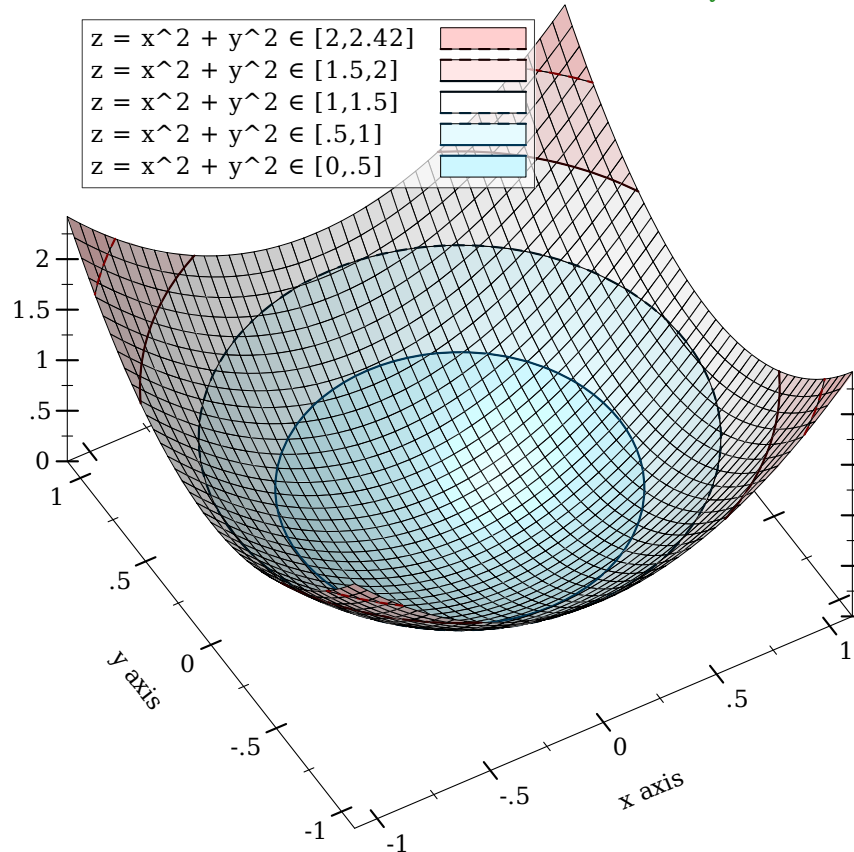 z = x^2 + y^2 ∈ [2,2.42]
z = x^2 + y^2 ∈ [1.5,2]
z = x^2 + y^2 ∈ [1,1.5]
z = x^2 + y^2 ∈ [.5,1]
z = x^2 + y^2 ∈ [0,.5]
2
1.5
1
.5
0
1
.5
0
-.5
-1
y axis
-1
-.5
0
.5
1
x axis